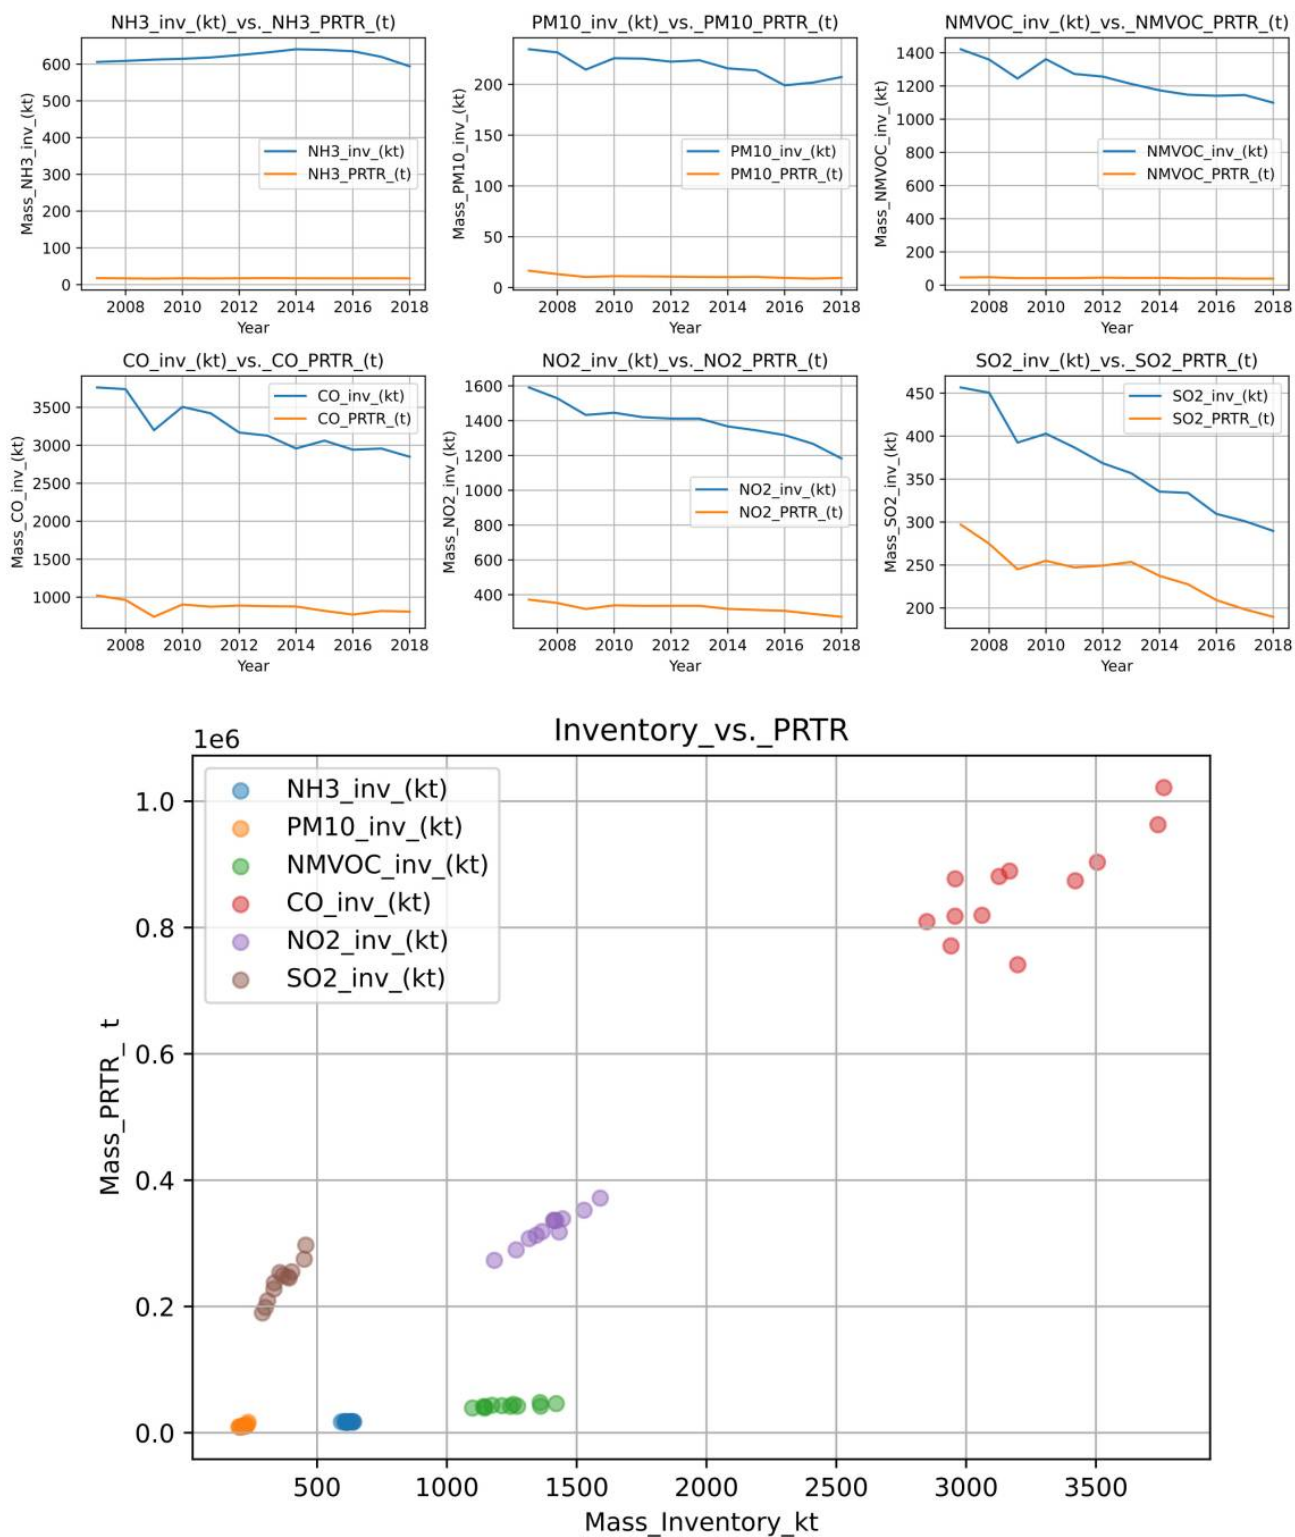 NH3_inv_(kt)_vs._NH3_PRTR_(t)
Mass_NH3_inv_(kt)
600
500
400
300
200
100
0
NH3_inv_(kt)
NH3_PRTR_(t)
2008 2010 2012 2014 2016 2018
Year
PM10_inv_(kt)_vs._PM10_PRTR_(t)
Mass_PM10_inv_(kt)
200
150
100
50
0
PM10_inv_(kt)
PM10_PRTR_(t)
2008 2010 2012 2014 2016 2018
Year
NMVOC_inv_(kt)_vs._NMVOC_PRTR_(t)
Mass_NMVOC_inv_(kt)
1400
1200
1000
800
600
400
200
0
NMVOC_inv_(kt)
NMVOC_PRTR_(t)
2008 2010 2012 2014 2016 2018
Year
CO_inv_(kt)_vs._CO_PRTR_(t)
Mass_CO_inv_(kt)
3500
3000
2500
2000
1500
1000
CO_inv_(kt)
CO_PRTR_(t)
2008 2010 2012 2014 2016 2018
Year
NO2_inv_(kt)_vs._NO2_PRTR_(t)
Mass_NO2_inv_(kt)
1600
1400
1200
1000
800
600
400
NO2_inv_(kt)
NO2_PRTR_(t)
2008 2010 2012 2014 2016 2018
Year
SO2_inv_(kt)_vs._SO2_PRTR_(t)
Mass_SO2_inv_(kt)
450
400
350
300
250
200
SO2_inv_(kt)
SO2_PRTR_(t)
2008 2010 2012 2014 2016 2018
Year
Inventory_vs._PRTR
1e6
Mass_PRTR_ t
1.0
0.8
0.6
0.4
0.2
0.0
NH3_inv_(kt)
PM10_inv_(kt)
NMVOC_inv_(kt)
CO_inv_(kt)
NO2_inv_(kt)
SO2_inv_(kt)
500 1000 1500 2000 2500 3000 3500
Mass_Inventory_kt